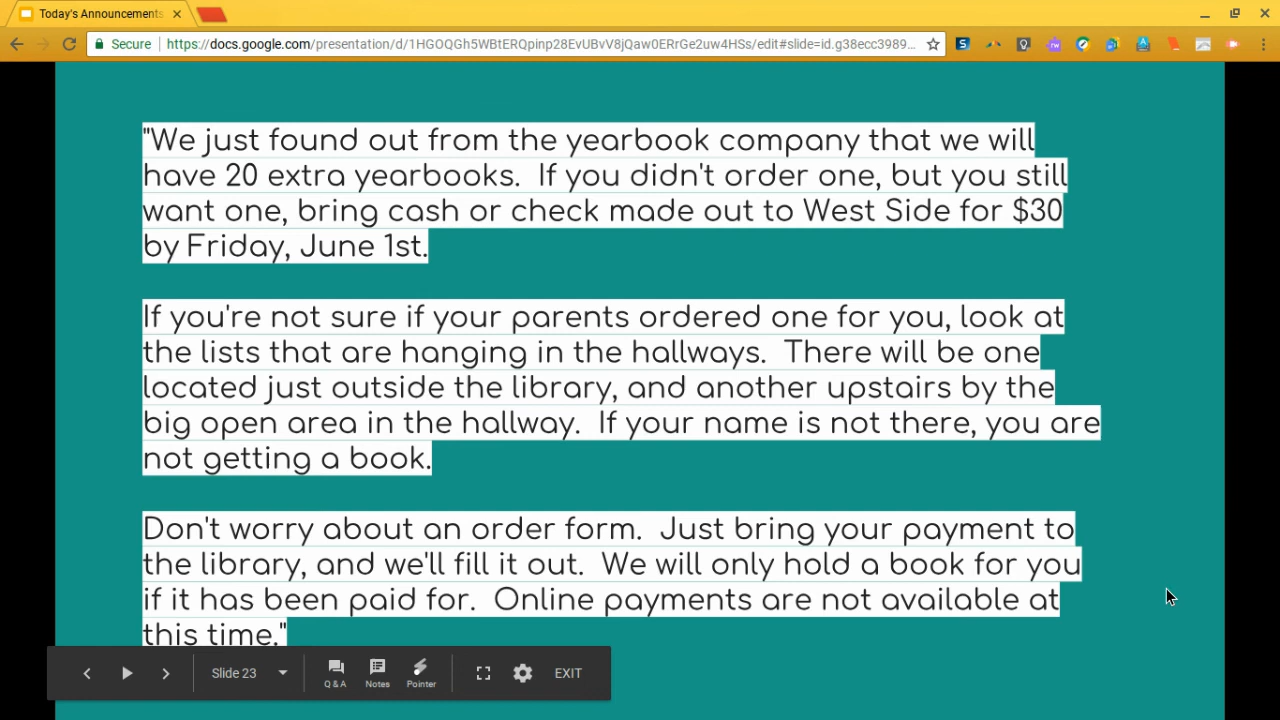 Today's Announcements
Secure
https://docs.google.com/presentation/d/1HGOQGh5WBtERQpinp28EvUBvV8jQaw0ERrGe2uw4HSs/edit#slide=id.g38ecc3989...
"We just found out from the yearbook company that we will
have 20 extra yearbooks.  If you didn't order one, but you still
want one, bring cash or check made out to West Side for $30
by Friday, June 1st.
If you're not sure if your parents ordered one for you, look at
the lists that are hanging in the hallways.  There will be one
located just outside the library, and another upstairs by the
big open area in the hallway.  If your name is not there, you are
not getting a book.
Don't worry about an order form.  Just bring your payment to
the library, and we'll fill it out.  We will only hold a book for you
if it has been paid for.  Online payments are not available at
this time."
Slide 23
Q & A
Notes
Pointer
EXIT